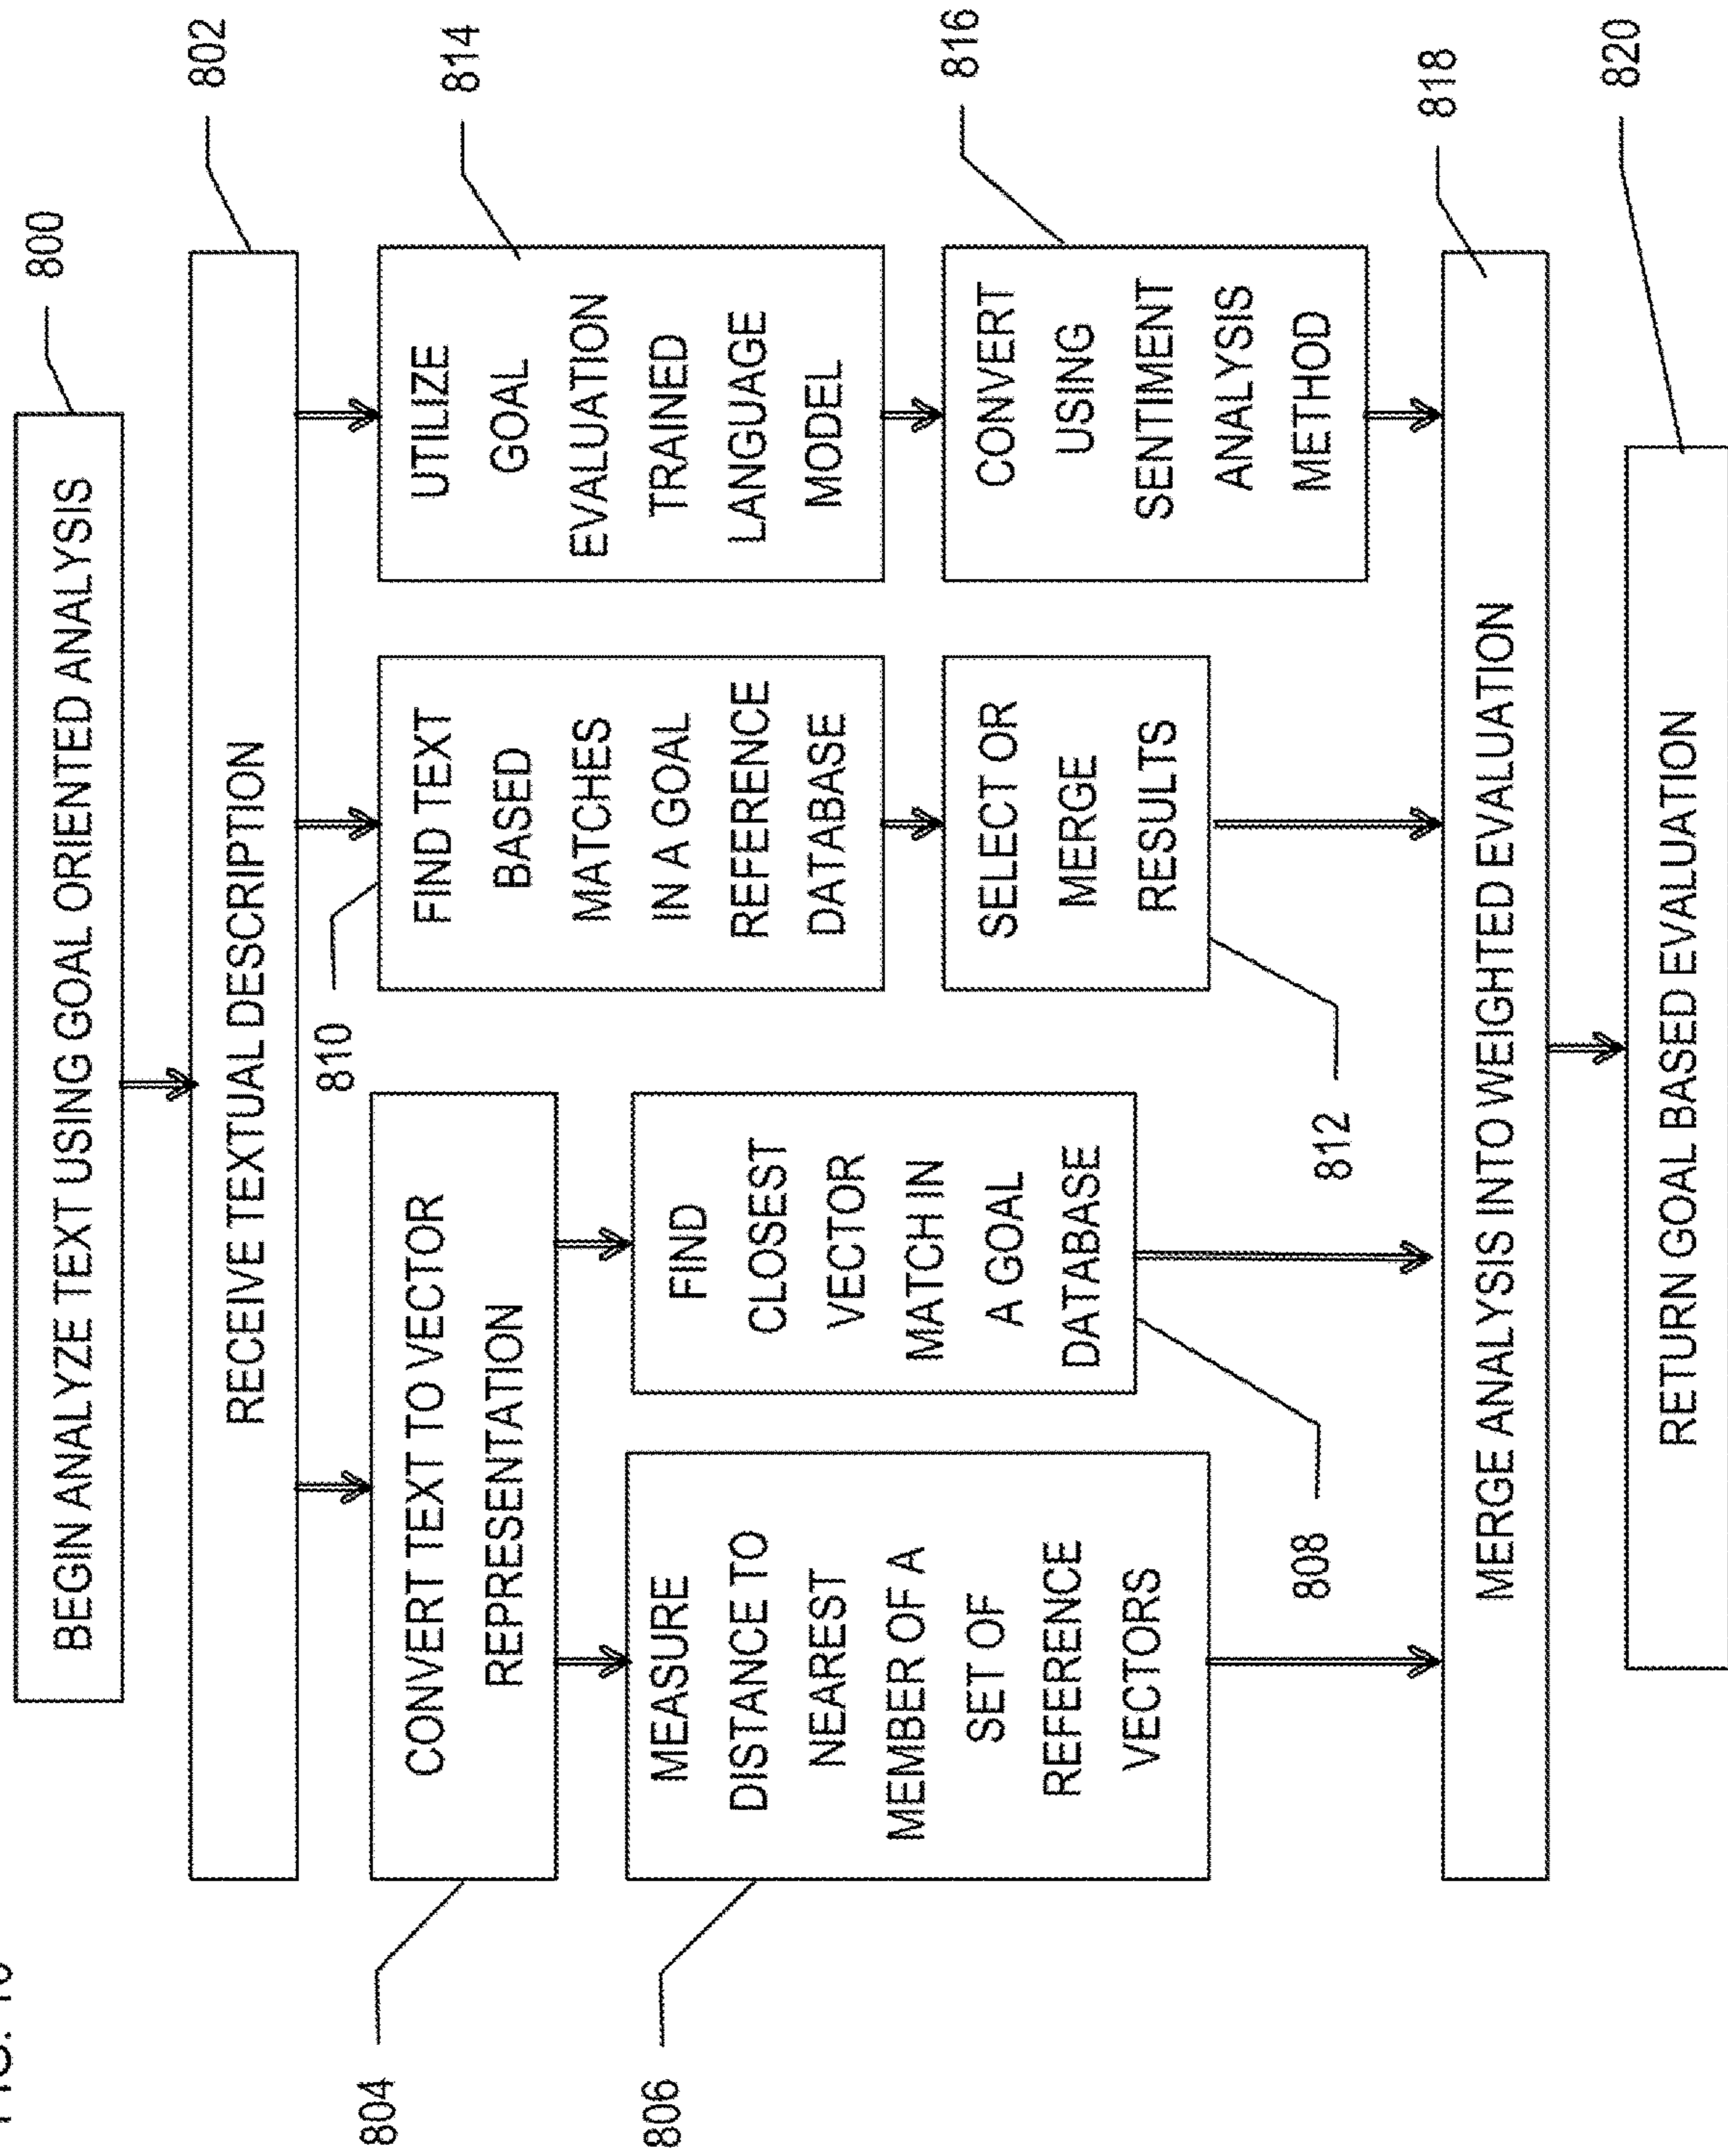 FIG.
BEGIN ANALYZE TEXT USING GOAL ORIENTED ANALYSIS
800
RECEIVE TEXTUAL DESCRIPTION
802
804
CONVERT TEXT TO VECTOR
REPRESENTATION
806
MEASURE
DISTANCE TO
NEAREST
MEMBER OF A
SET OF
REFERENCE
VECTORS
FIND
CLOSEST
VECTOR
MATCH IN
A GOAL
DATABASE
808
810
FIND TEXT
BASED
MATCHES
IN A GOAL
REFERENCE
DATABASE
SELECT OR
MERGE
RESULTS
812
UTILIZE
GOAL
EVALUATION
TRAINED
LANGUAGE
MODEL
814
CONVERT
USING
SENTIMENT
ANALYSIS
METHOD
816
MERGE ANALYSIS INTO WEIGHTED EVALUATION
818
RETURN GOAL BASED EVALUATION
820